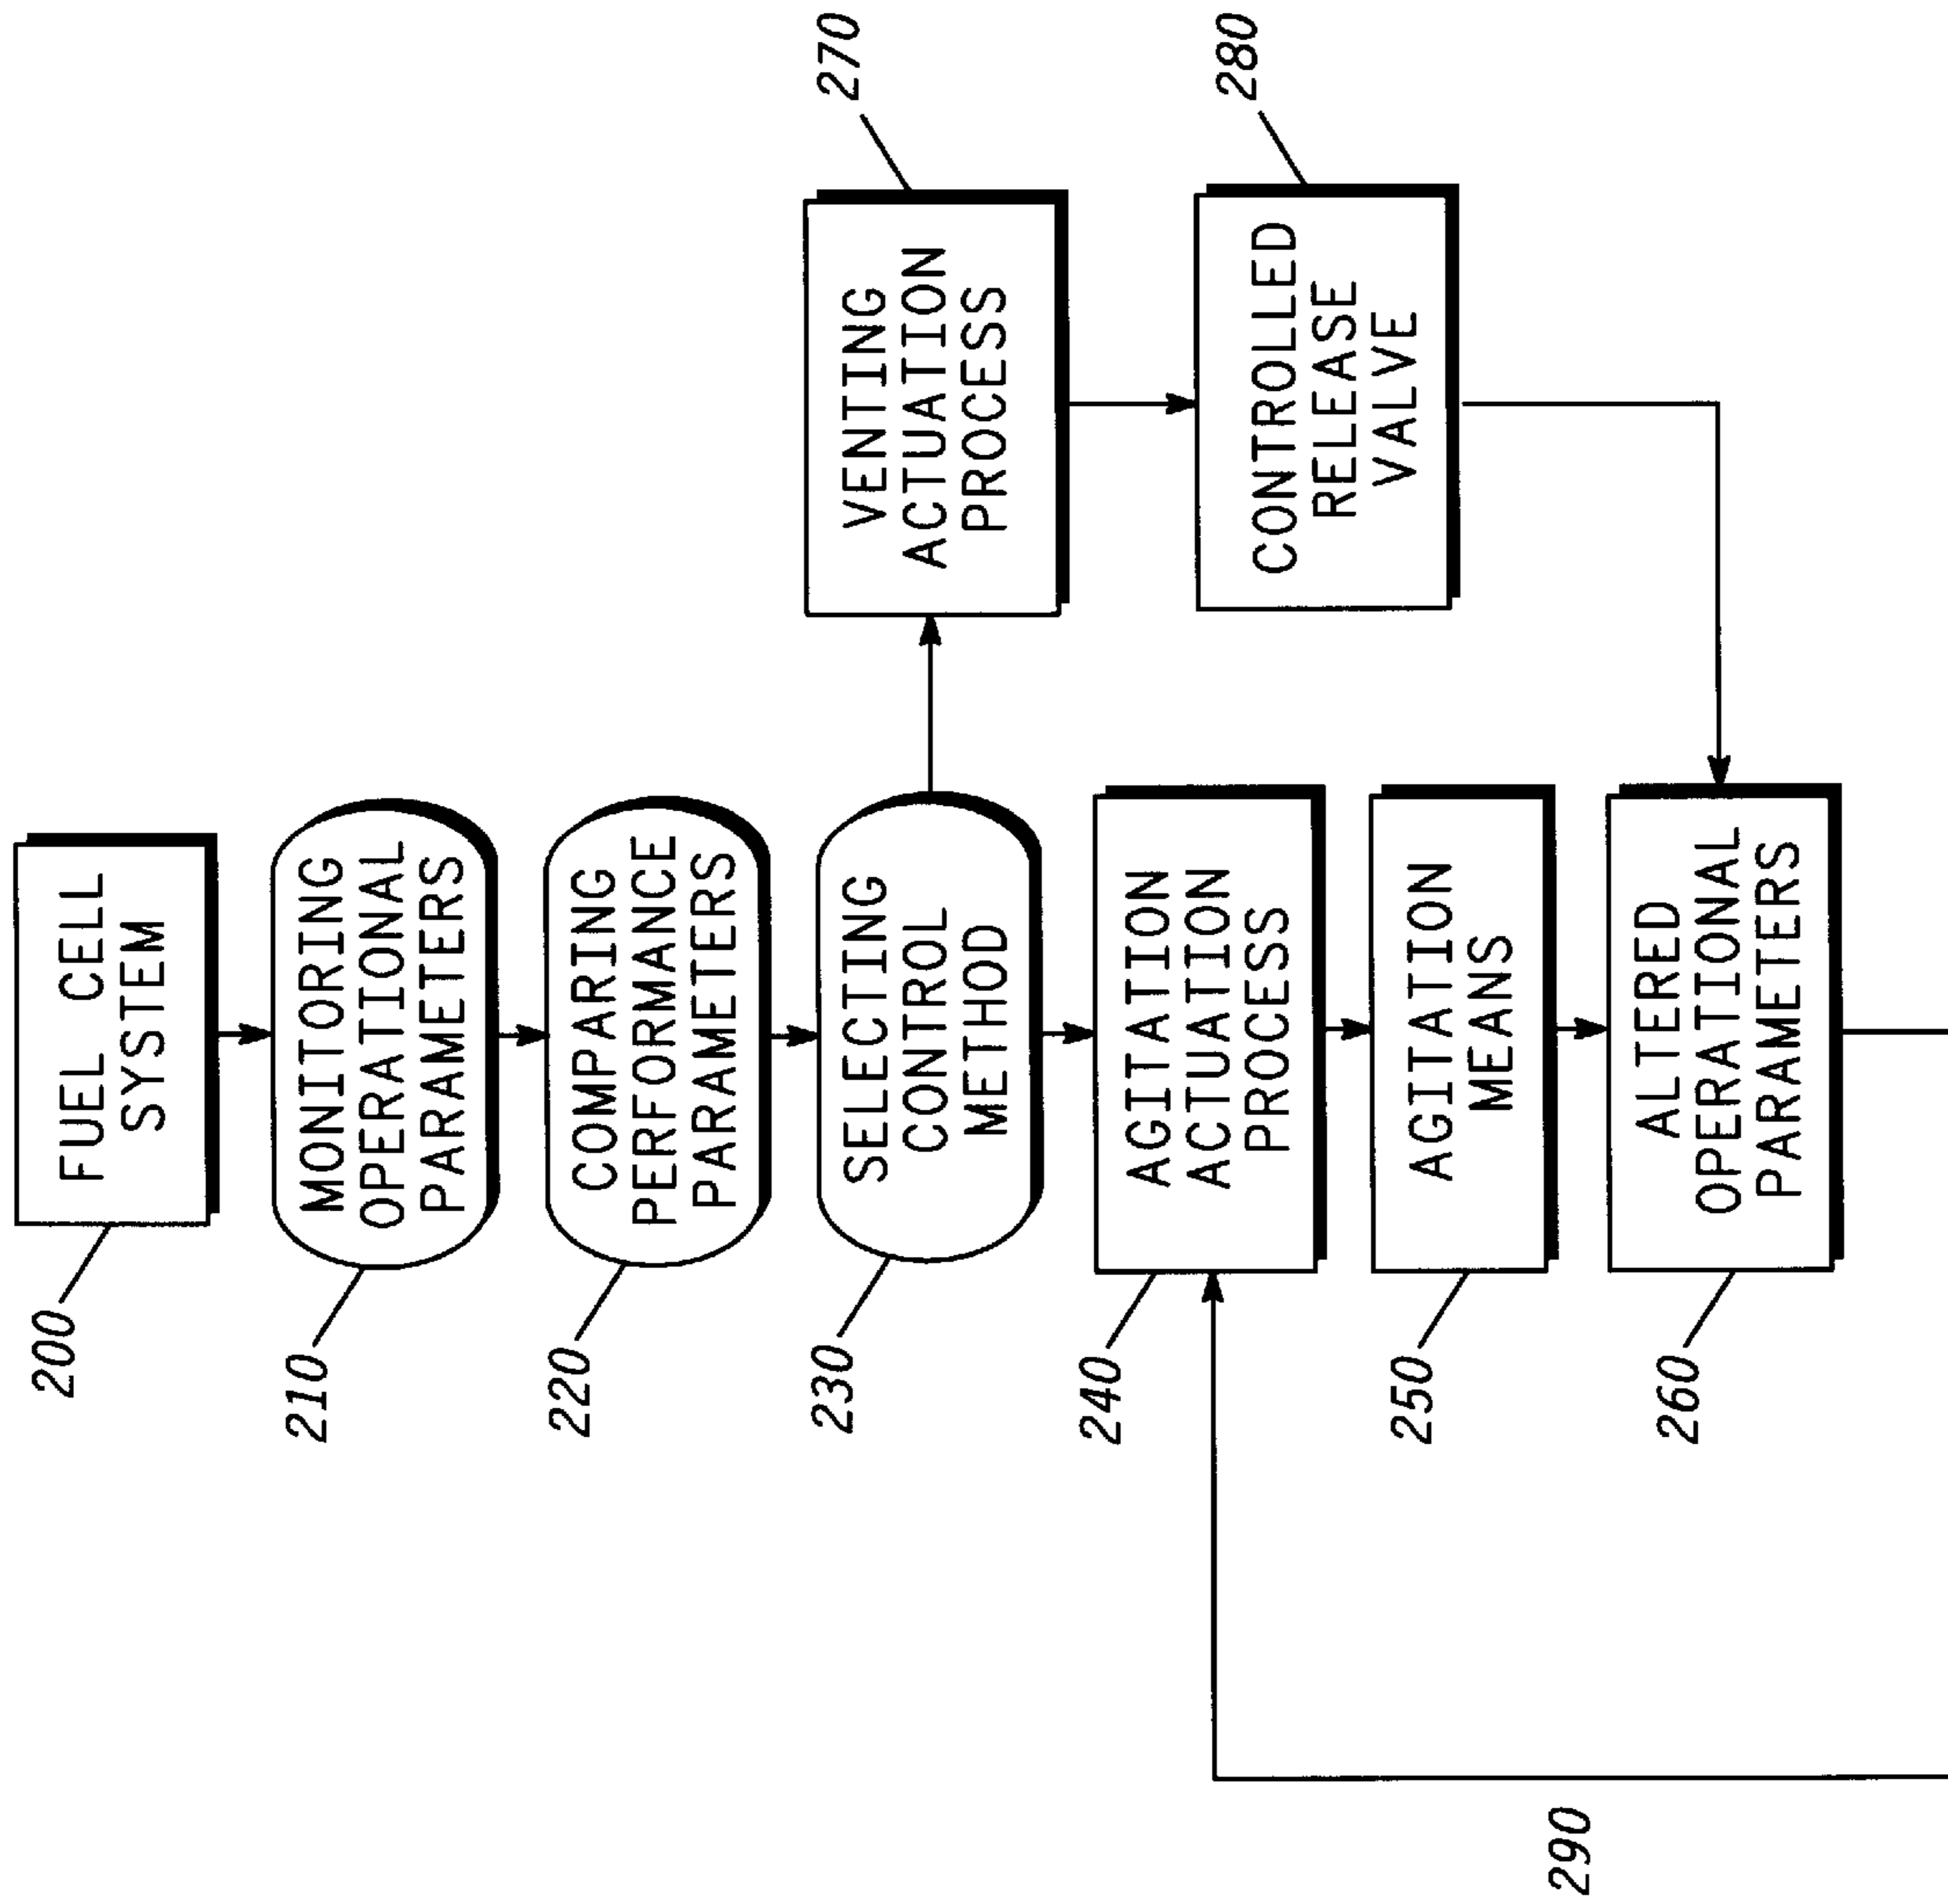 200
FUEL CELL
SYSTEM
210
MONITORING
OPERATIONAL
PARAMETERS
220
COMPARING
PERFORMANCE
PARAMETERS
230
SELECTING
CONTROL
METHOD
240
AGITATION
ACTUATION
PROCESS
250
AGITATION
MEANS
260
ALTERED
OPERATIONAL
PARAMETERS
270
VENTING
ACTUATION
PROCESS
280
CONTROLLED
RELEASE
VALVE
290